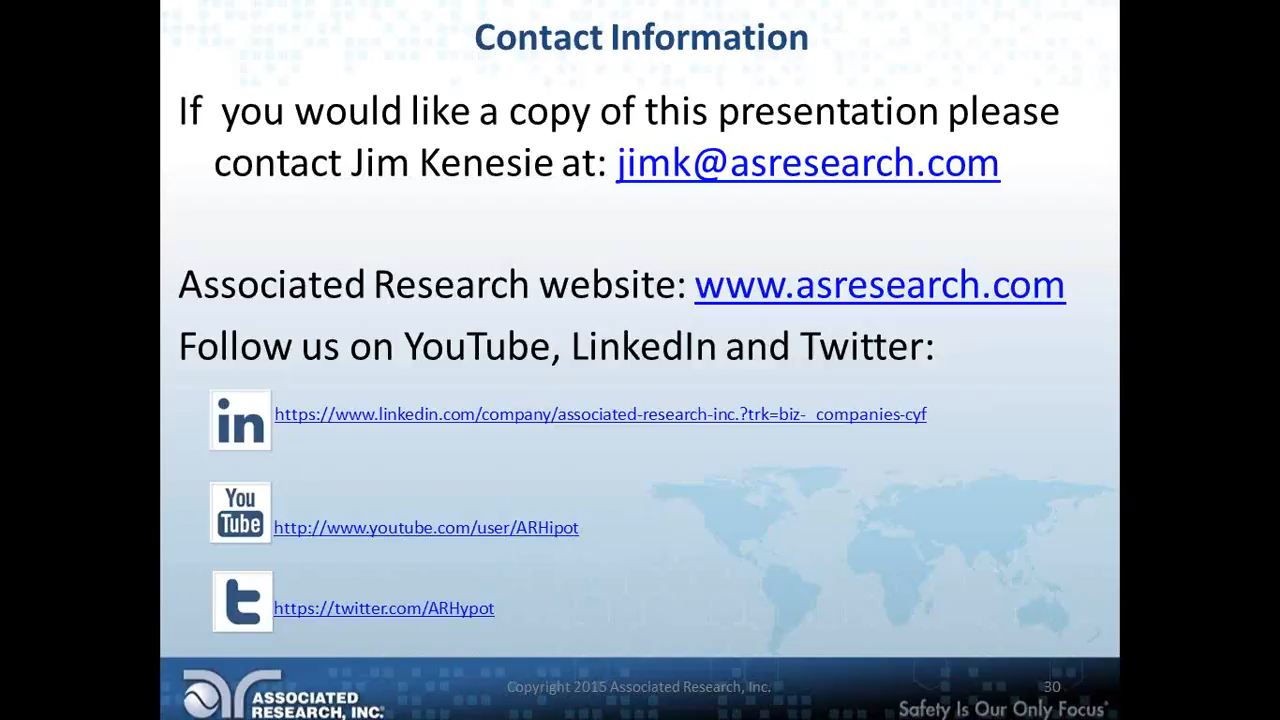 Contact Information
If you would like a copy of this presentation please
contact Jim Kenesie at: jimk@asresearch.com
Associated Research website: www.asresearch.com
Follow us on YouTube, LinkedIn and Twitter:
in https://www.linkedin.com/company/associated-research-inc.?trk=biz-_companies-cyf
You
Tube http://www.youtube.com/user/ARHipot
t https://twitter.com/ARHypot
ASSOCIATED
RESEARCH, INC.
Copyright 2015 Associated Research, Inc.
30
Safety Is Our Only Focus®